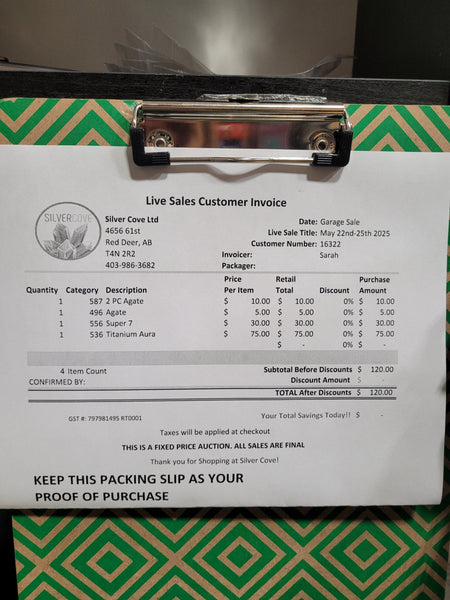 Live Sales Customer Invoice
SILVERCOVE
Silver Cove Ltd
4656 61st
Red Deer, AB
T4N 2R2
403-986-3682
Date: Garage Sale
Live Sale Title: May 22nd-25th 2025
Customer Number: 16322
Invoicer: Sarah
Packager:
Quantity Category Description Price Per Item Retail Total Discount Purchase Amount
1 587 2 PC Agate $ 10.00 $ 10.00 0% $ 10.00
1 496 Agate $ 5.00 $ 5.00 0% $ 5.00
1 556 Super 7 $ 30.00 $ 30.00 0% $ 30.00
1 536 Titanium Aura $ 75.00 $ 75.00 0% $ 75.00
$ - 0% $ -
4 Item Count Subtotal Before Discounts $ 120.00
CONFIRMED BY: Discount Amount $ -
TOTAL After Discounts $ 120.00
GST #: 797981495 RT0001 Your Total Savings Today!! $ -
Taxes will be applied at checkout
THIS IS A FIXED PRICE AUCTION. ALL SALES ARE FINAL
Thank you for Shopping at Silver Cove!
KEEP THIS PACKING SLIP AS YOUR
PROOF OF PURCHASE